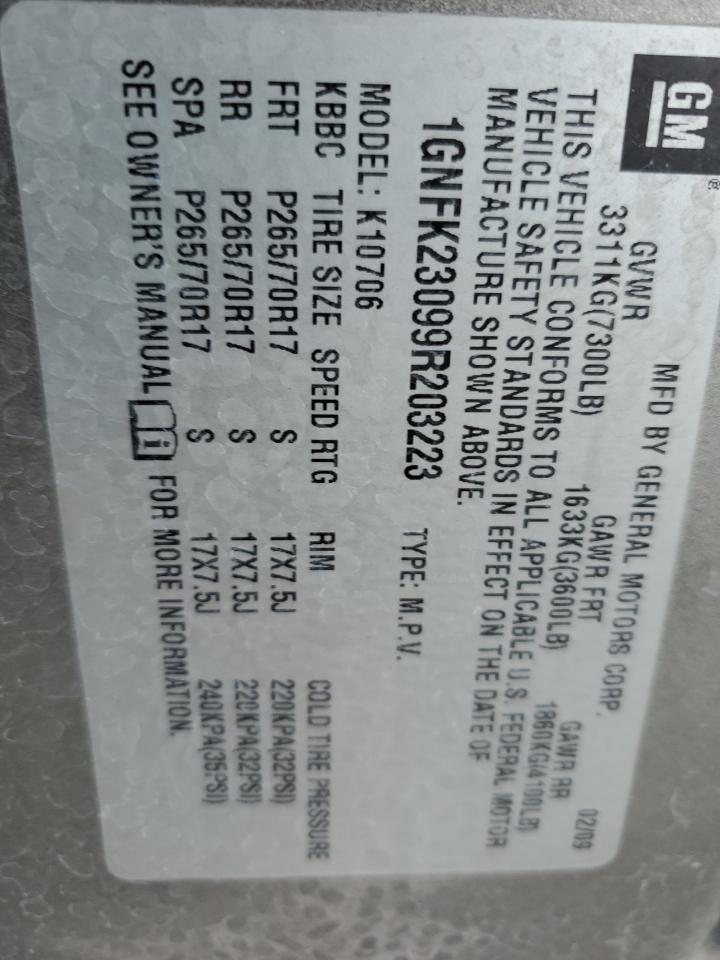 GM
®
MFD BY GENERAL MOTORS CORP. 02/09
GVWR GAWR FRT GAWR RR
3311KG(7300LB) 1633KG(3600LB) 1860KG(4100LB)
THIS VEHICLE CONFORMS TO ALL APPLICABLE U.S. FEDERAL MOTOR
VEHICLE SAFETY STANDARDS IN EFFECT ON THE DATE OF
MANUFACTURE SHOWN ABOVE.
1GNFK23099R203223 TYPE: M.P.V.
MODEL: K10706
KBBC TIRE SIZE SPEED RTG RIM COLD TIRE PRESSURE
FRT P265/70R17 S 17X7.5J 220KPA(32PSI)
RR P265/70R17 S 17X7.5J 220KPA(32PSI)
SPA P265/70R17 S 17X7.5J 240KPA(35PSI)
SEE OWNER'S MANUAL i FOR MORE INFORMATION.